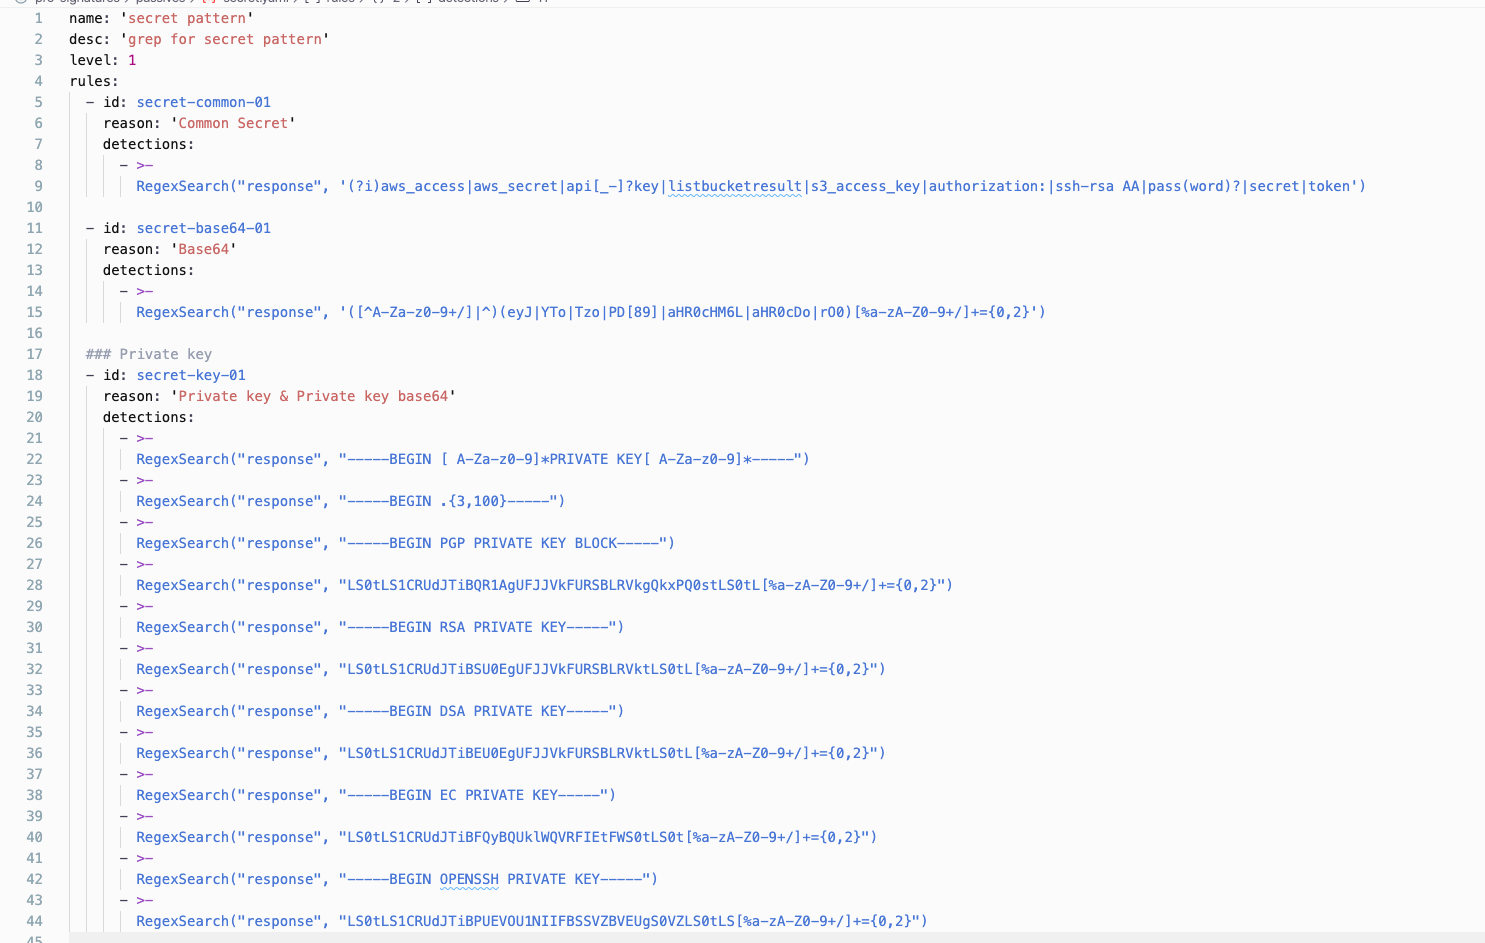 1 name: 'secret pattern'
2 desc: 'grep for secret pattern'
3 level: 1
4 rules:
5 - id: secret-common-01
6 reason: 'Common Secret'
7 detections:
8 - >-
9 RegexSearch("response", '(?i)aws_access|aws_secret|api[_-]?key|listbucketresult|s3_access_key|authorization:|ssh-rsa AA|pass(word)?|secret|token')
10
11 - id: secret-base64-01
12 reason: 'Base64'
13 detections:
14 - >-
15 RegexSearch("response", '([^A-Za-z0-9+/]|^)(eyJ|YTo|Tzo|PD[89]|aHR0cHM6L|aHR0cDo|rO0)[%a-zA-Z0-9+/]+={0,2}')
16
17 ### Private key
18 - id: secret-key-01
19 reason: 'Private key & Private key base64'
20 detections:
21 - >-
22 RegexSearch("response", "-----BEGIN [ A-Za-z0-9]*PRIVATE KEY[ A-Za-z0-9]*-----")
23 - >-
24 RegexSearch("response", "-----BEGIN .{3,100}-----")
25 - >-
26 RegexSearch("response", "-----BEGIN PGP PRIVATE KEY BLOCK-----")
27 - >-
28 RegexSearch("response", "LS0tLS1CRUdJTiBQR1AgUFJJVkFURSBLRVkgQkxPQ0stLS0tL[%a-zA-Z0-9+/]+={0,2}")
29 - >-
30 RegexSearch("response", "-----BEGIN RSA PRIVATE KEY-----")
31 - >-
32 RegexSearch("response", "LS0tLS1CRUdJTiBSU0EgUFJJVkFURSBLRVktLS0tL[%a-zA-Z0-9+/]+={0,2}")
33 - >-
34 RegexSearch("response", "-----BEGIN DSA PRIVATE KEY-----")
35 - >-
36 RegexSearch("response", "LS0tLS1CRUdJTiBEU0EgUFJJVkFURSBLRVktLS0tL[%a-zA-Z0-9+/]+={0,2}")
37 - >-
38 RegexSearch("response", "-----BEGIN EC PRIVATE KEY-----")
39 - >-
40 RegexSearch("response", "LS0tLS1CRUdJTiBFQyBQUklWQVRFIEtFWS0tLS0t[%a-zA-Z0-9+/]+={0,2}")
41 - >-
42 RegexSearch("response", "-----BEGIN OPENSSH PRIVATE KEY-----")
43 - >-
44 RegexSearch("response", "LS0tLS1CRUdJTiBPUEVOU1NIIFBSSVZBVEUgS0VZLS0tLS[%a-zA-Z0-9+/]+={0,2}")
45